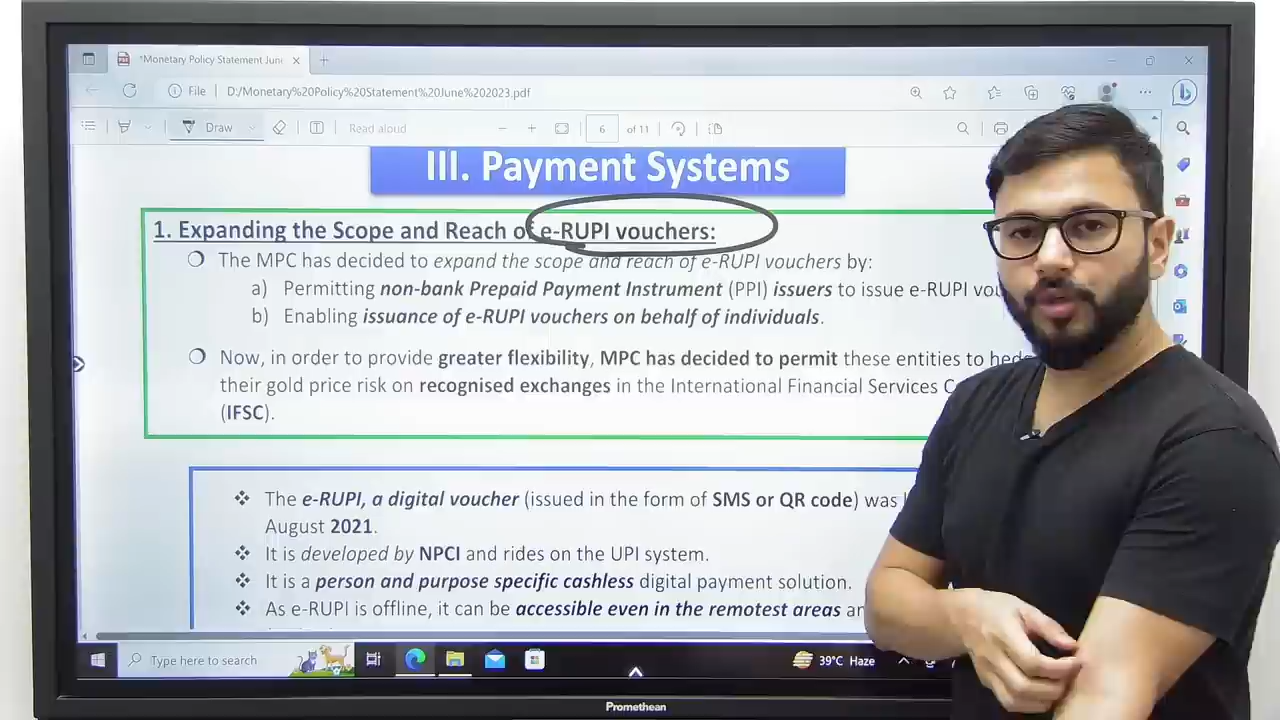 *Monetary Policy Statement June
File
D:/Monetary%20Policy%20Statement%20June%202023.pdf
Draw
Read aloud
6 of 11
III. Payment Systems
1. Expanding the Scope and Reach of e-RUPI vouchers:
The MPC has decided to expand the scope and reach of e-RUPI vouchers by:
a) Permitting non-bank Prepaid Payment Instrument (PPI) issuers to issue e-RUPI
b) Enabling issuance of e-RUPI vouchers on behalf of individuals.
Now, in order to provide greater flexibility, MPC has decided to permit these entities to
their gold price risk on recognised exchanges in the International Financial Services
(IFSC).
The e-RUPI, a digital voucher (issued in the form of SMS or QR code) was
August 2021.
It is developed by NPCI and rides on the UPI system.
It is a person and purpose specific cashless digital payment solution.
As e-RUPI is offline, it can be accessible even in the remotest areas
Type here to search
39°C Haze
Promethean